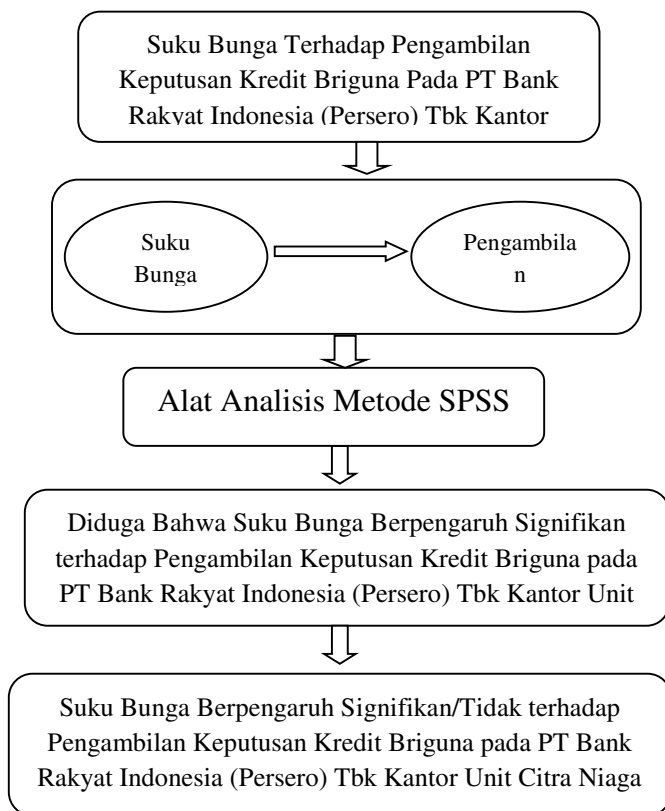 Suku Bunga Terhadap Pengambilan
Keputusan Kredit Briguna Pada PT Bank
Rakyat Indonesia (Persero) Tbk Kantor
Suku
Bunga
Pengambila
n
Alat Analisis Metode SPSS
Diduga Bahwa Suku Bunga Berpengaruh Signifikan
terhadap Pengambilan Keputusan Kredit Briguna pada
PT Bank Rakyat Indonesia (Persero) Tbk Kantor Unit
Suku Bunga Berpengaruh Signifikan/Tidak terhadap
Pengambilan Keputusan Kredit Briguna pada PT Bank
Rakyat Indonesia (Persero) Tbk Kantor Unit Citra Niaga